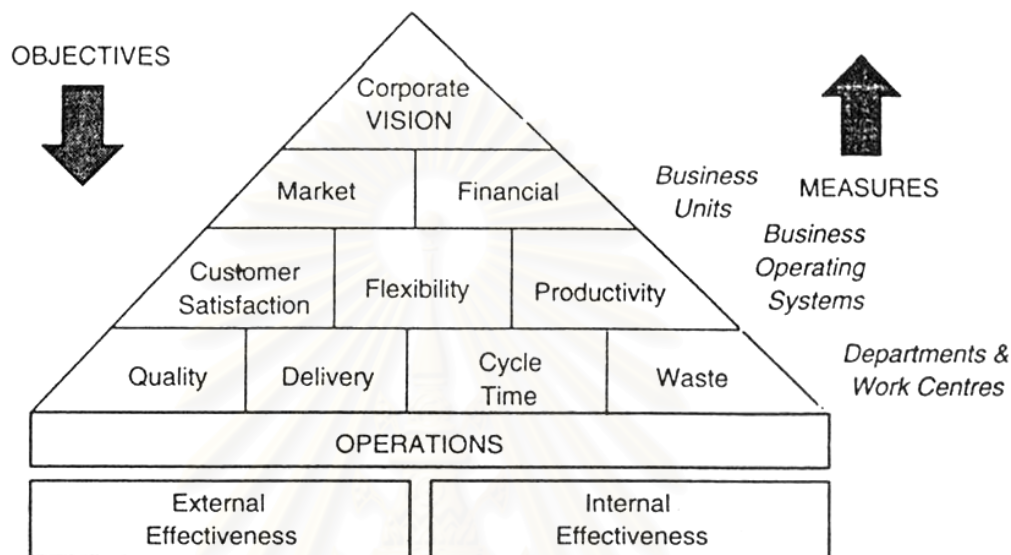 OBJECTIVES
Corporate
VISION
Market
Financial
Business
Units
MEASURES
Customer
Satisfaction
Flexibility
Productivity
Business
Operating
Systems
Quality
Delivery
Cycle
Time
Waste
Departments &
Work Centres
OPERATIONS
External
Effectiveness
Internal
Effectiveness